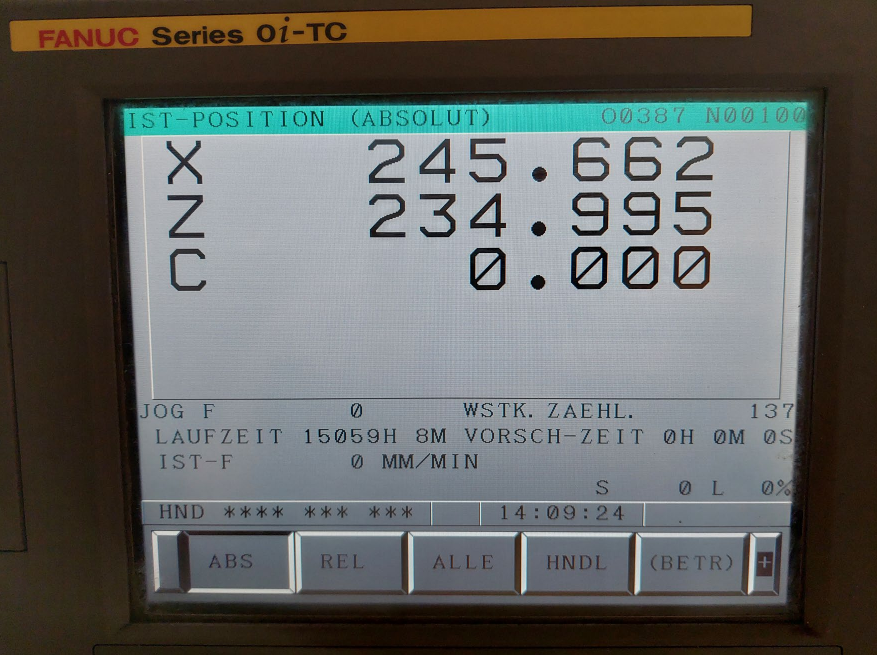 FANUC Series 0i-TC
IST-POSITION (ABSOLUT) O0387 N00100
X 245.662
Z 234.995
C 0.000
JOG F 0 WSTK. ZAEHL. 137
LAUFZEIT 15059H 8M VORSCH-ZEIT 0H 0M 0S
IST-F 0 MM/MIN
S 0 L 0%
HND **** *** *** 14:09:24
ABS REL ALLE HNDL (BETR) +